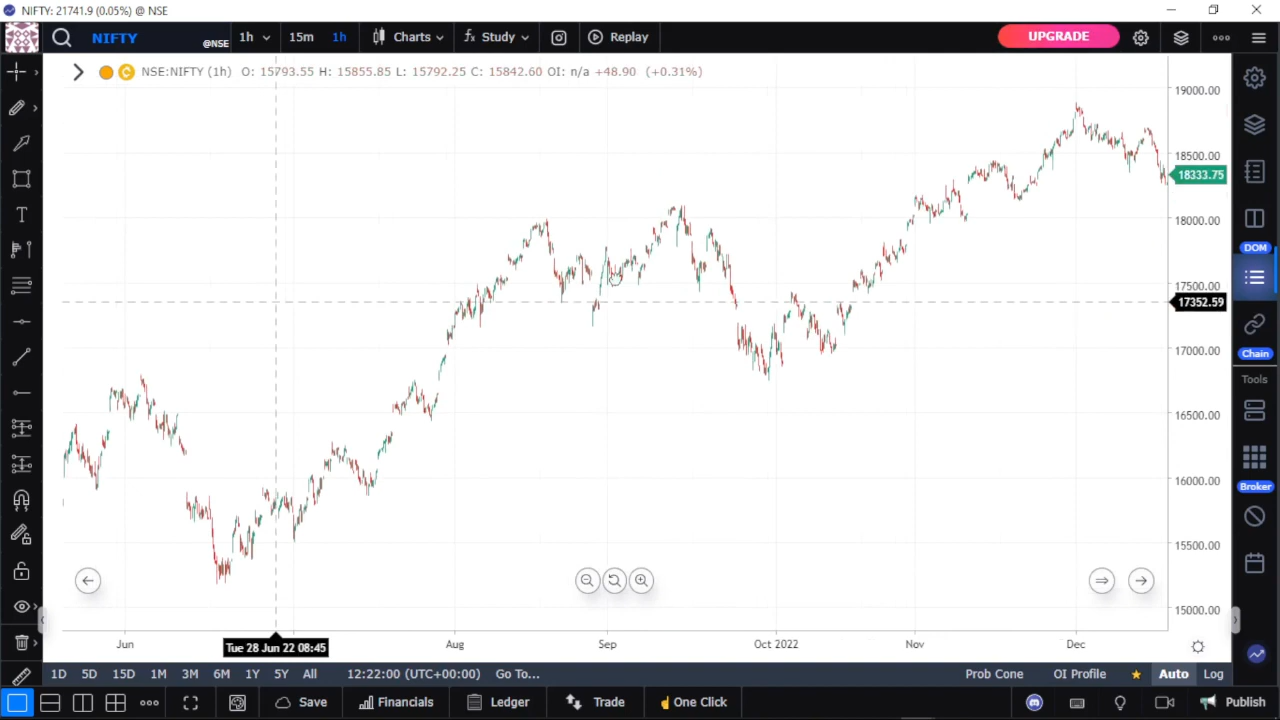 NIFTY: 21741.9 (0.05%) @ NSE
NIFTY @NSE 1h 15m 1h Charts Study Replay UPGRADE
NSE:NIFTY (1h) O: 15793.55 H: 15855.85 L: 15792.25 C: 15842.60 OI: n/a +48.90 (+0.31%)
19000.00
18500.00
18333.75
18000.00
17500.00
17352.59
17000.00
16500.00
16000.00
15500.00
15000.00
T
DOM
Chain
Tools
Broker
Jun Aug Sep Oct 2022 Nov Dec
Tue 28 Jun 22 08:45
1D 5D 15D 1M 3M 6M 1Y 5Y All 12:22:00 (UTC+00:00) Go To... Prob Cone OI Profile Auto Log
Save Financials Ledger Trade One Click Publish